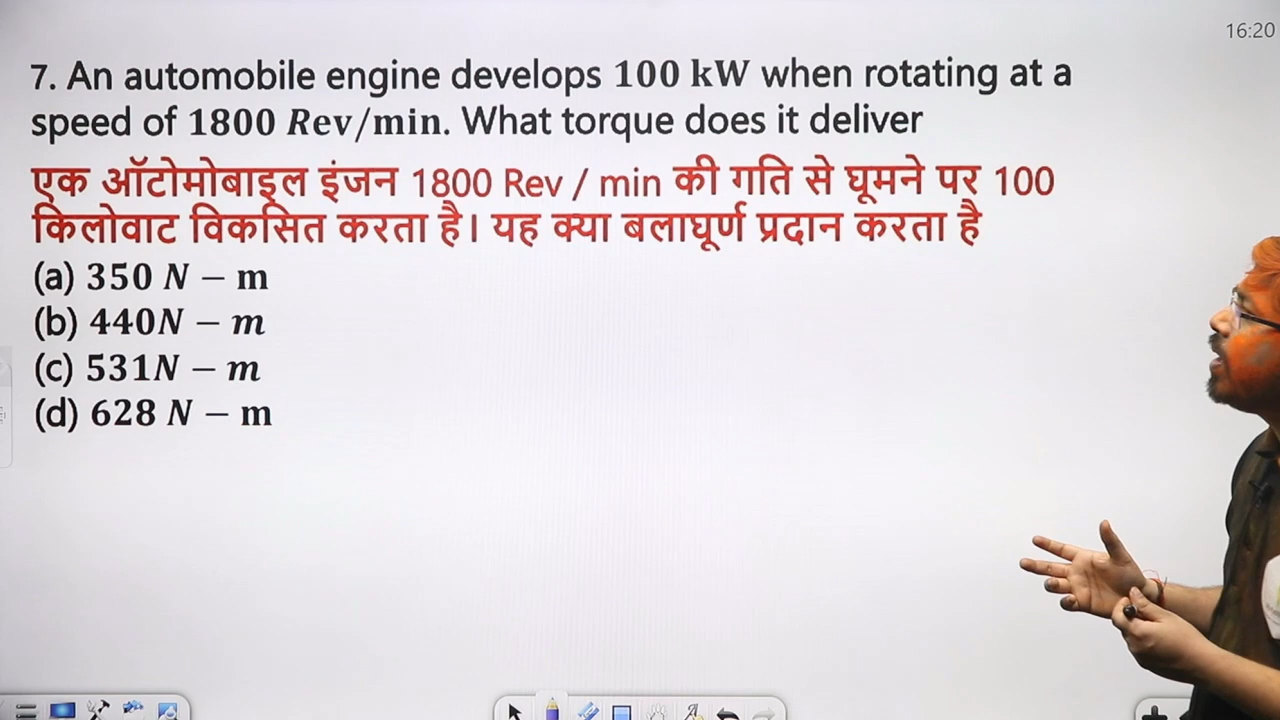 16:20
7. An automobile engine develops 100 kW when rotating at a
speed of 1800 Rev/min. What torque does it deliver
एक ऑटोमोबाइल इंजन 1800 Rev / min की गति से घूमने पर 100
किलोवाट विकसित करता है। यह क्या बलाघूर्ण प्रदान करता है
(a) 350 N – m
(b) 440N – m
(c) 531N – m
(d) 628 N – m